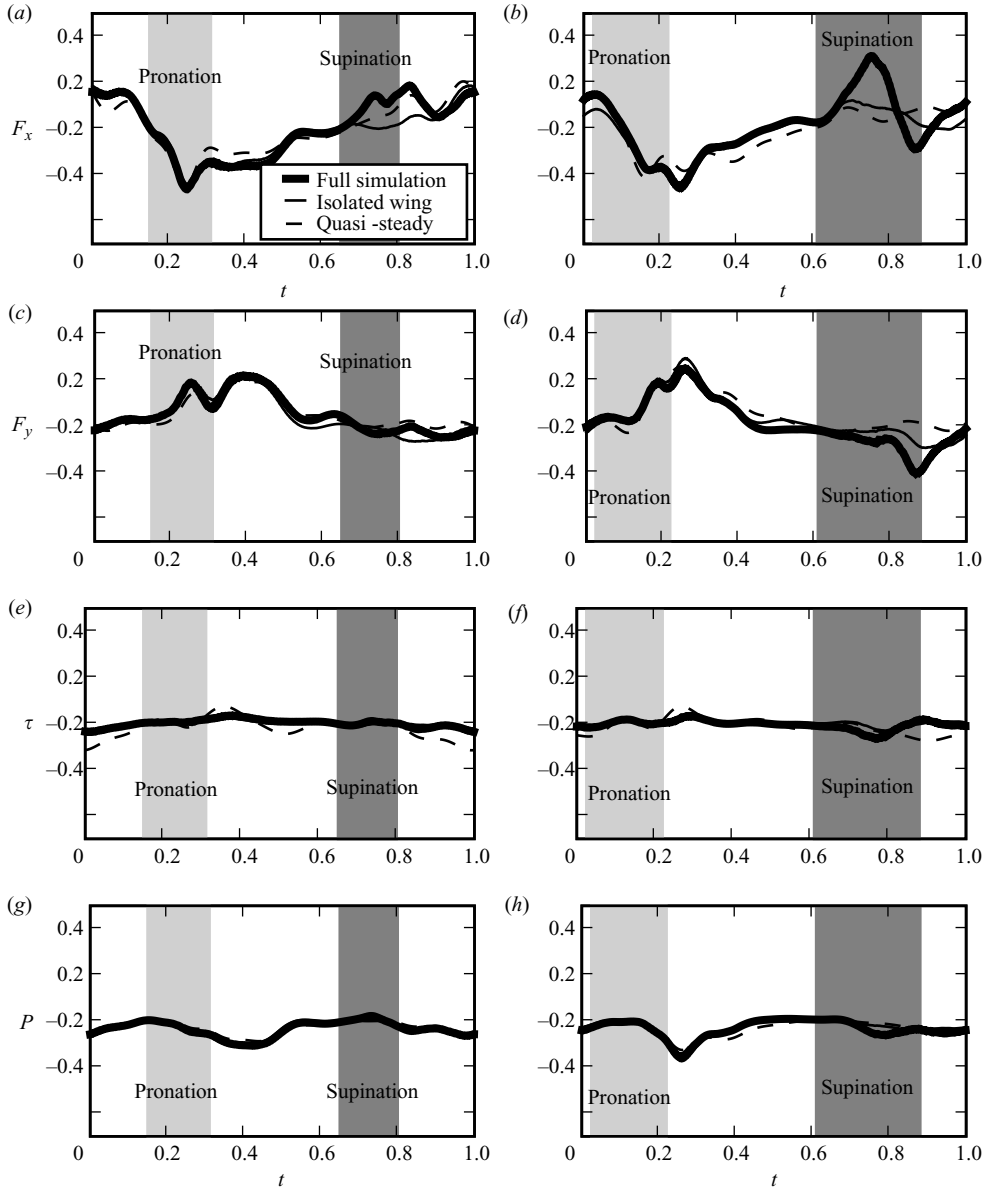 (a)
0.4
0.2
–0.2
–0.4
F_x
Pronation
Supination
Full simulation
Isolated wing
Quasi -steady
0 0.2 0.4 0.6 0.8 1.0
t
(b)
0.4
0.2
–0.2
–0.4
Pronation
Supination
0 0.2 0.4 0.6 0.8 1.0
t
(c)
0.4
0.2
–0.2
–0.4
F_y
Pronation
Supination
0 0.2 0.4 0.6 0.8 1.0
(d)
0.4
0.2
–0.2
–0.4
Pronation
Supination
0 0.2 0.4 0.6 0.8 1.0
(e)
0.4
0.2
–0.2
–0.4
τ
Pronation
Supination
0 0.2 0.4 0.6 0.8 1.0
(f)
0.4
0.2
–0.2
–0.4
Pronation
Supination
0 0.2 0.4 0.6 0.8 1.0
(g)
0.4
0.2
–0.2
–0.4
P
Pronation
Supination
0 0.2 0.4 0.6 0.8 1.0
t
(h)
0.4
0.2
–0.2
–0.4
Pronation
Supination
0 0.2 0.4 0.6 0.8 1.0
t